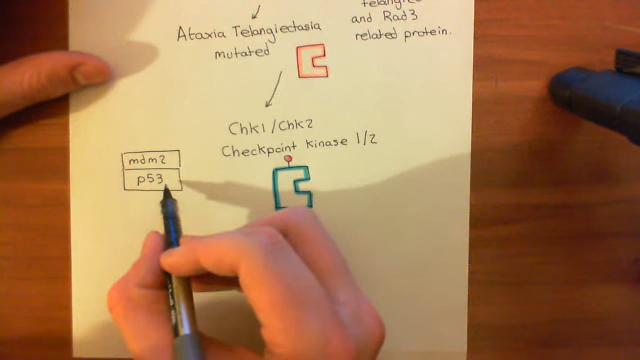 Ataxia Telangiectasia
mutated
and Rad3
related protein.
Chk1/Chk2
Checkpoint kinase 1/2
mdm2
p53